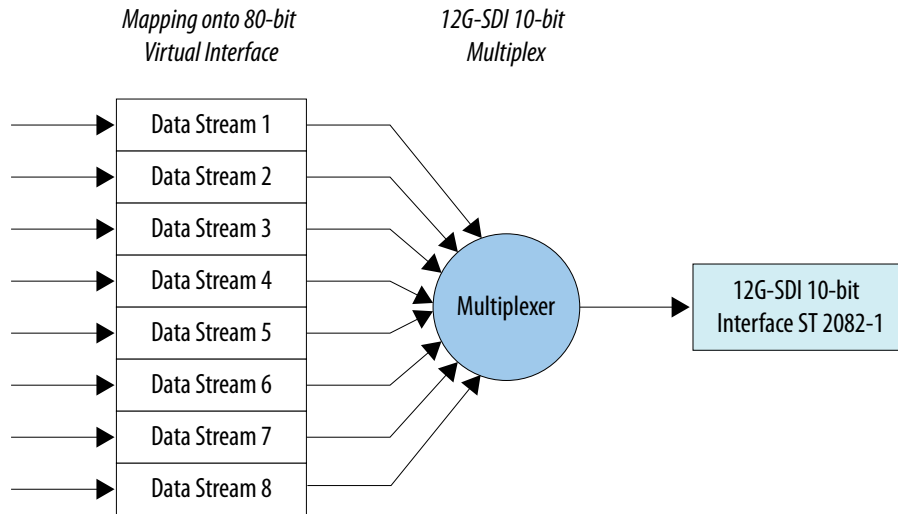 Mapping onto 80-bit
Virtual Interface
12G-SDI 10-bit
Multiplex
Data Stream 1
Data Stream 2
Data Stream 3
Data Stream 4
Data Stream 5
Data Stream 6
Data Stream 7
Data Stream 8
Multiplexer
12G-SDI 10-bit
Interface ST 2082-1